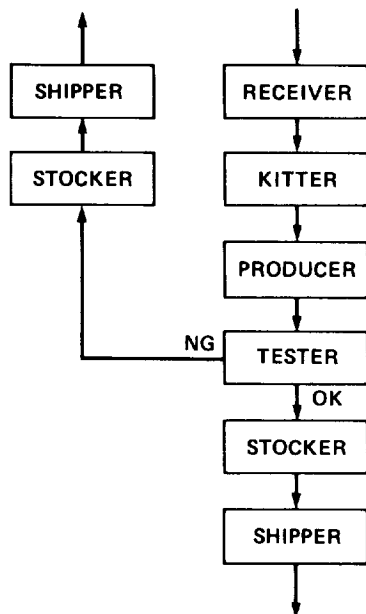 SHIPPER
STOCKER
RECEIVER
KITTER
PRODUCER
NG
TESTER
OK
STOCKER
SHIPPER